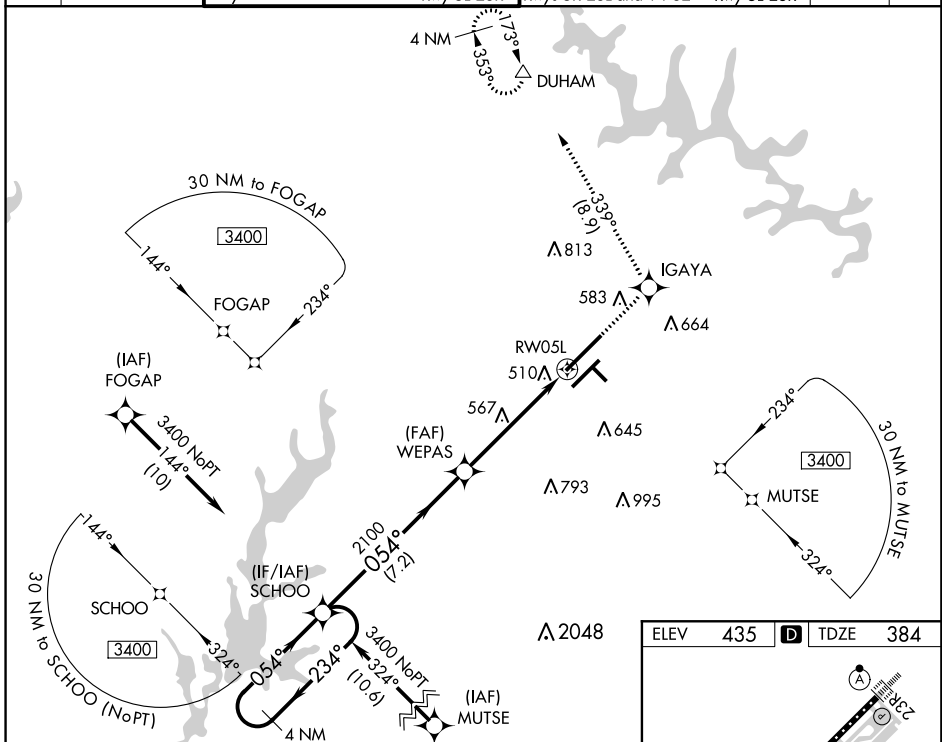 4 NM
173°
353°
DUHAM
30 NM to FOGAP
3400
144°
234°
FOGAP
339°
(8.9)
813
IGAYA
583
664
(IAF)
FOGAP
3400 NoPT
144°
(10)
RW05L
510
567
645
(FAF)
WEPAS
793
995
234°
30 NM to MUTSE
3400
MUTSE
324°
2100
054°
(7.2)
(IF/IAF)
SCHOO
144°
SCHOO
3400
324°
30 NM to SCHOO (NoPT)
054°
234°
4 NM
3400 NoPT
324°
(10.6)
(IAF)
MUTSE
2048
ELEV 435 D TDZE 384
A
23R
P